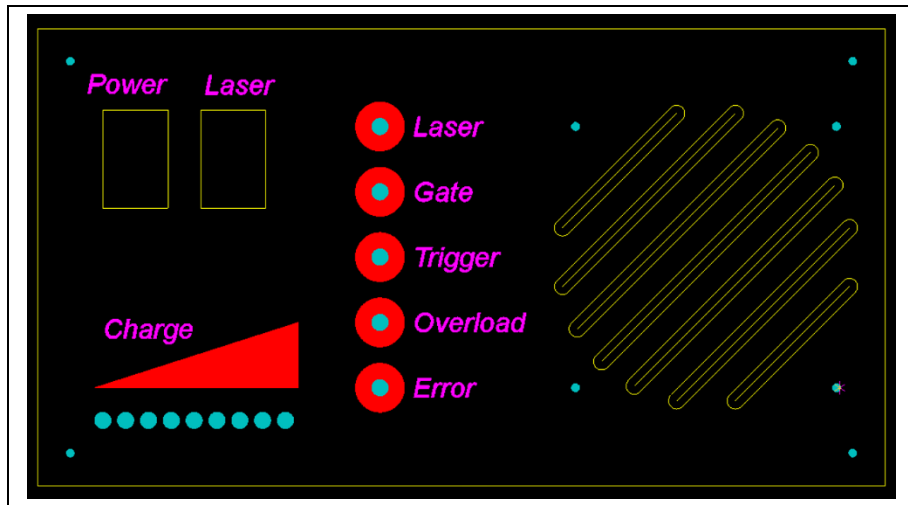 Power
Laser
Laser
Gate
Trigger
Overload
Error
Charge